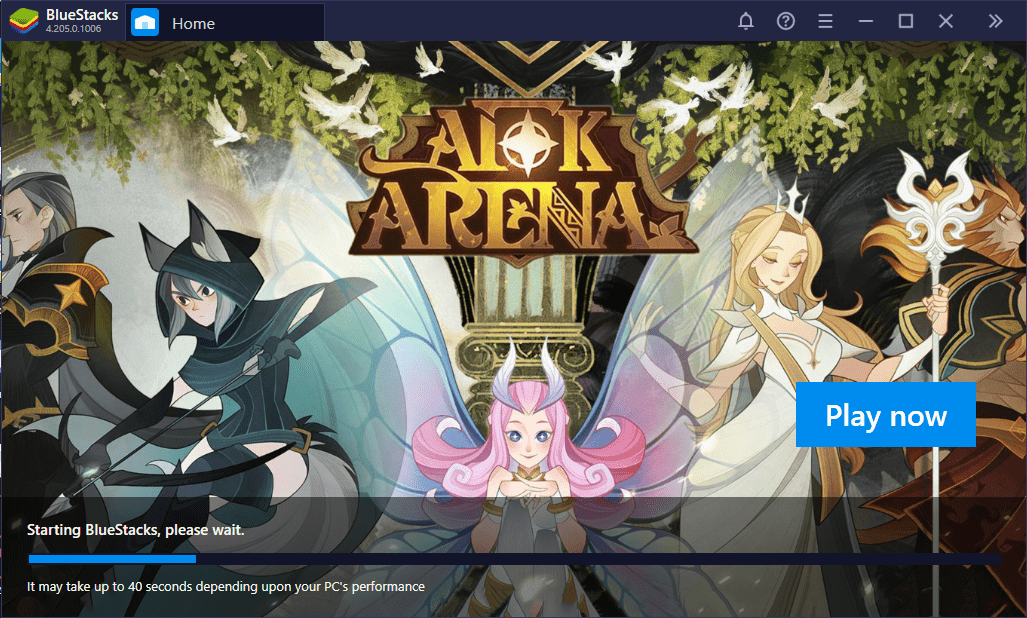 BlueStacks
4.205.0.1006
Home
AFK
ARENA
Play now
Starting BlueStacks, please wait.
It may take up to 40 seconds depending upon your PC's performance